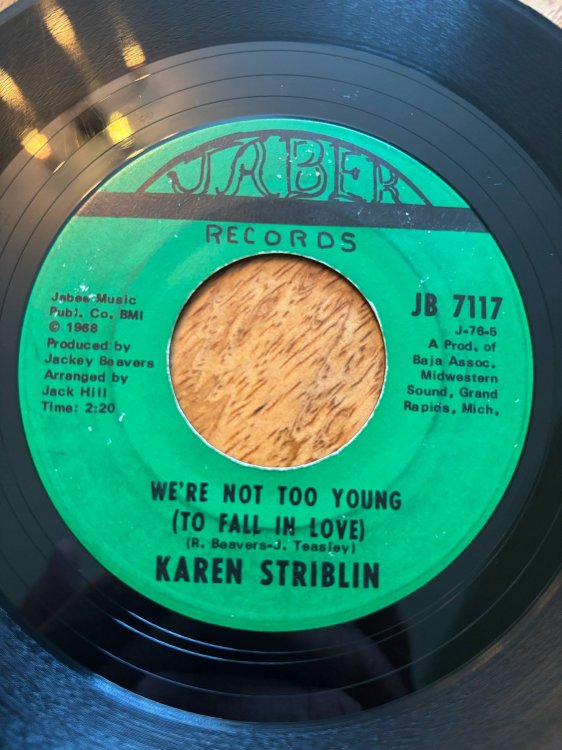 JABER
RECORDS
Jabee Music
Publ. Co. BMI
© 1968
Produced by
Jackey Beavers
Arranged by
Jack Hill
Time: 2:20
JB 7117
J-76-5
A Prod. of
Baja Assoc.
Midwestern
Sound, Grand
Rapids, Mich.
WE'RE NOT TOO YOUNG
(TO FALL IN LOVE)
(R. Beavers-J. Teasley)
KAREN STRIBLIN